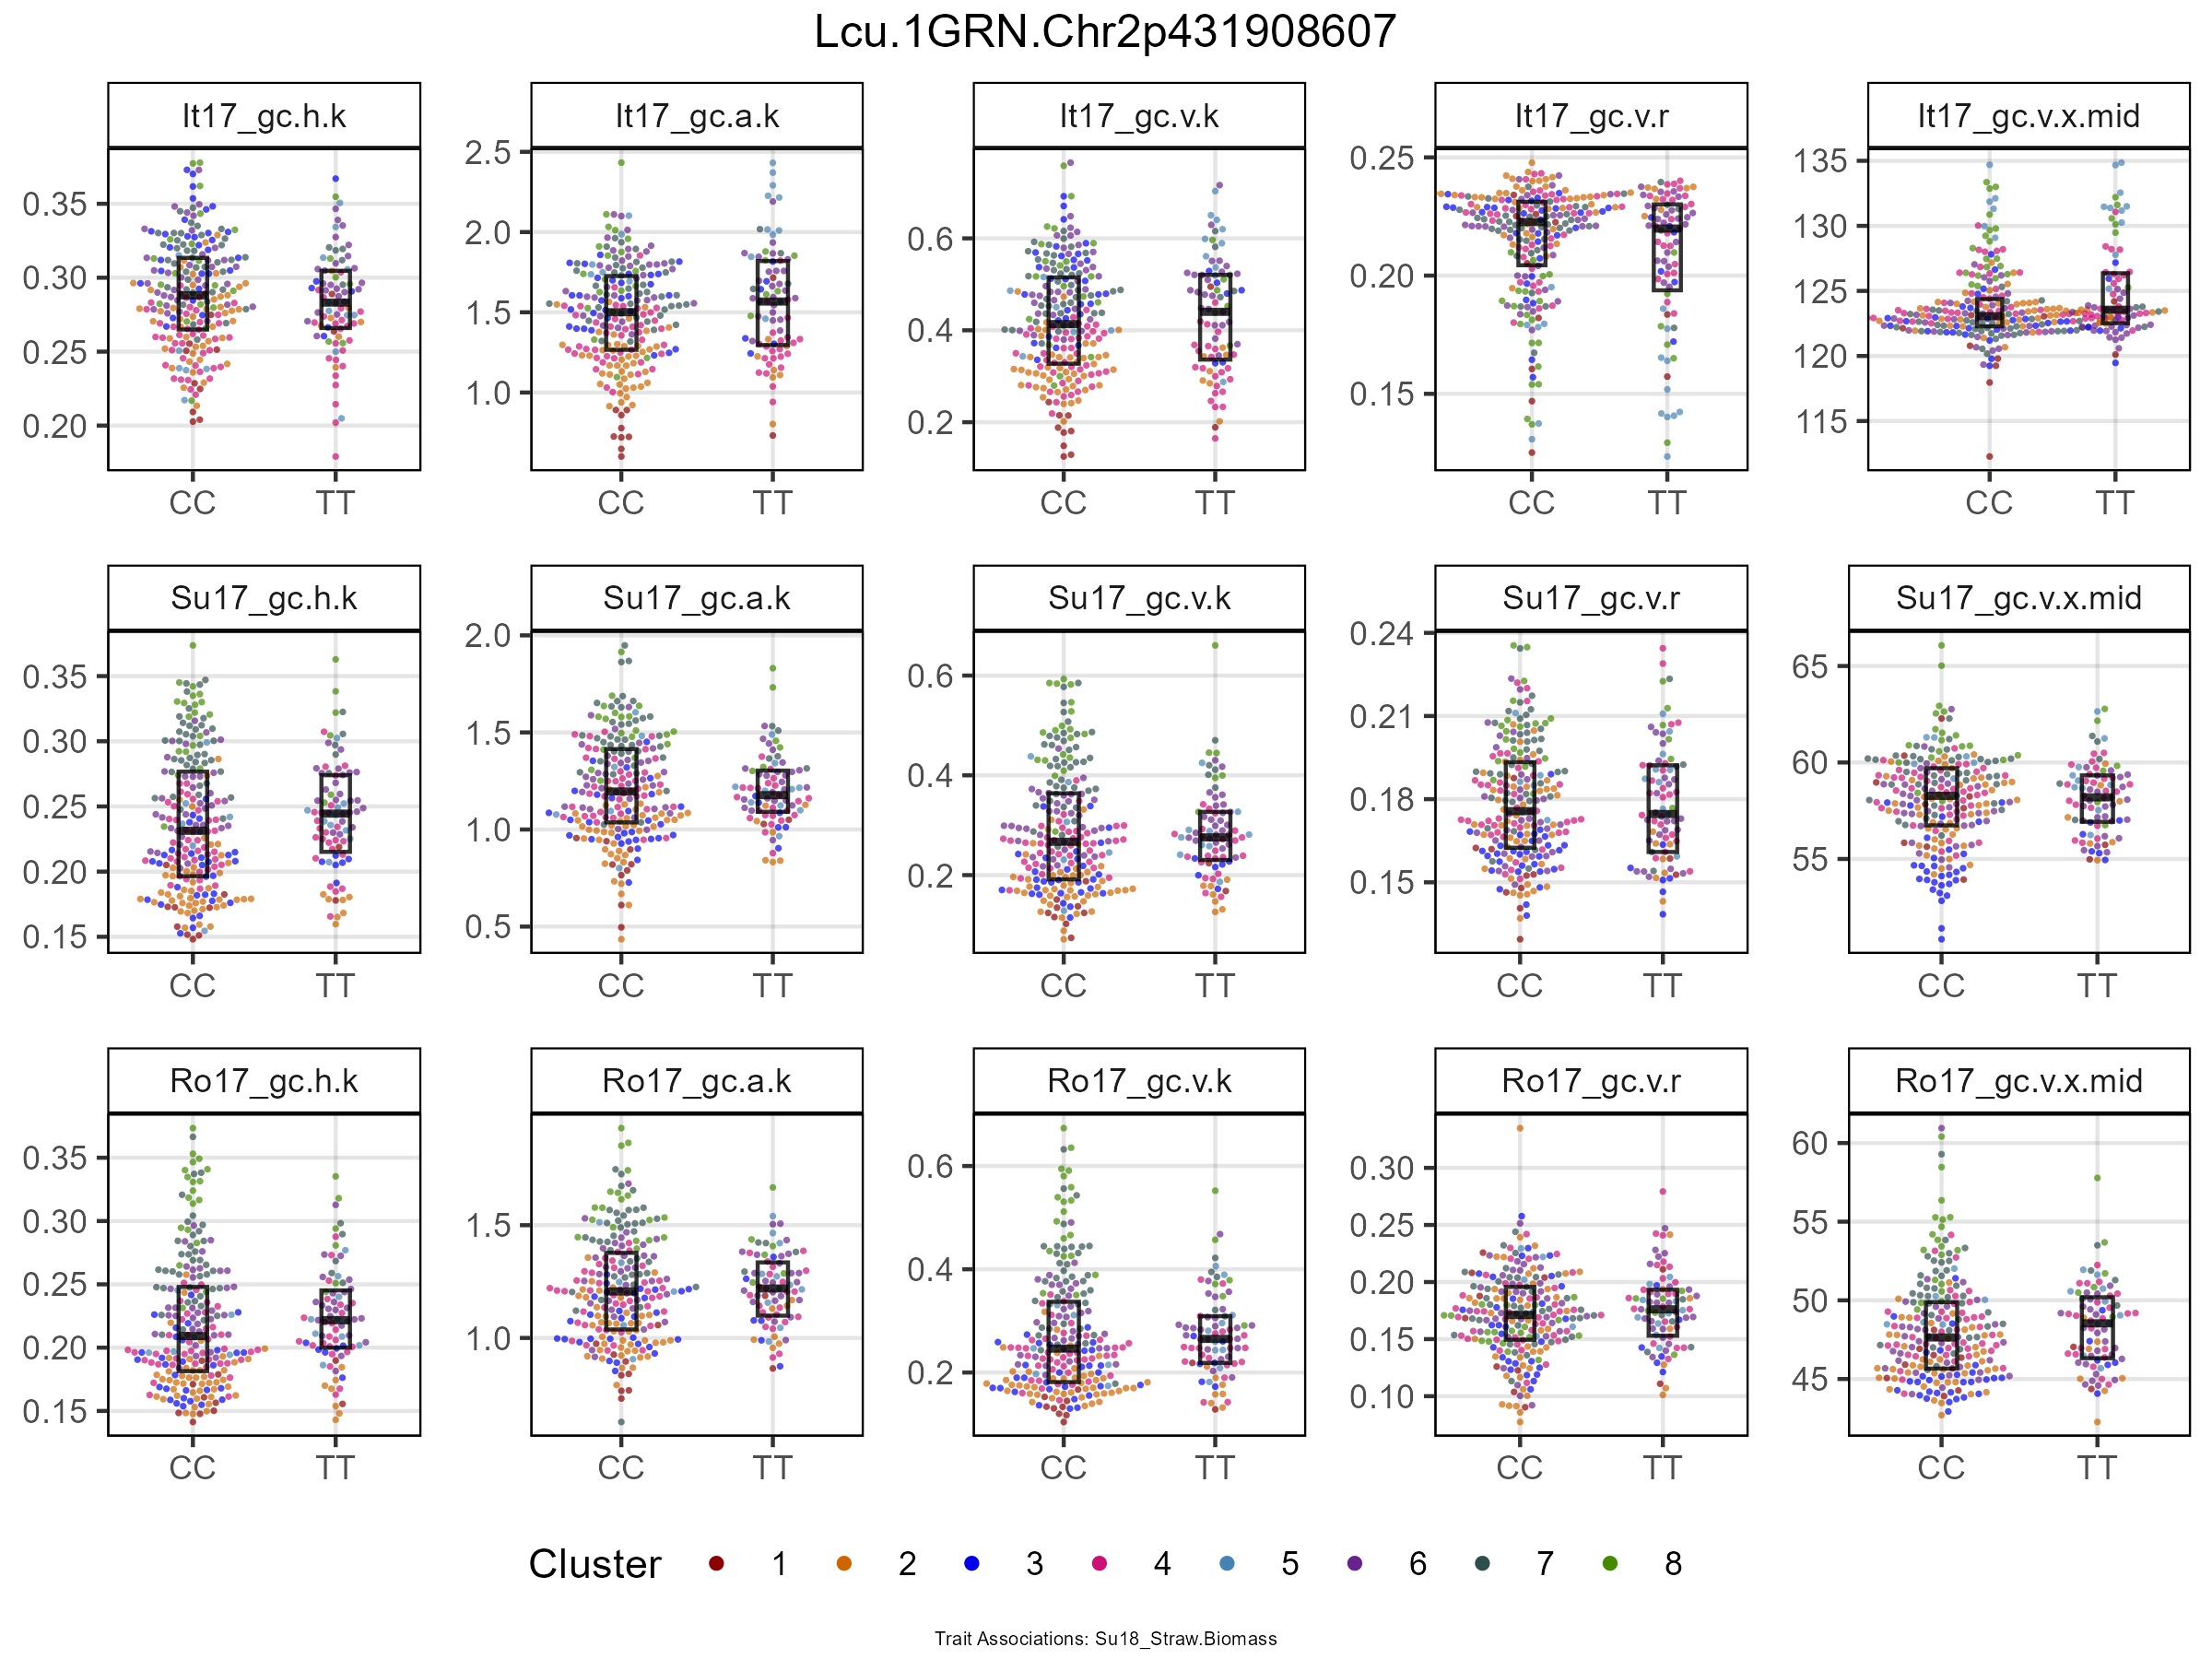 Lcu.1GRN.Chr2p431908607
It17_gc.h.k It17_gc.a.k It17_gc.v.k It17_gc.v.r It17_gc.v.x.mid
0.35 0.30 0.25 0.20
2.5 2.0 1.5 1.0
0.6 0.4 0.2
0.25 0.20 0.15
135 130 125 120 115
CC TT CC TT CC TT CC TT CC TT
Su17_gc.h.k Su17_gc.a.k Su17_gc.v.k Su17_gc.v.r Su17_gc.v.x.mid
0.35 0.30 0.25 0.20 0.15
2.0 1.5 1.0 0.5
0.6 0.4 0.2
0.24 0.21 0.18 0.15
65 60 55
CC TT CC TT CC TT CC TT CC TT
Ro17_gc.h.k Ro17_gc.a.k Ro17_gc.v.k Ro17_gc.v.r Ro17_gc.v.x.mid
0.35 0.30 0.25 0.20 0.15
1.5 1.0
0.6 0.4 0.2
0.30 0.25 0.20 0.15 0.10
60 55 50 45
CC TT CC TT CC TT CC TT CC TT
Cluster 1 2 3 4 5 6 7 8
Trait Associations: Su18_Straw.Biomass